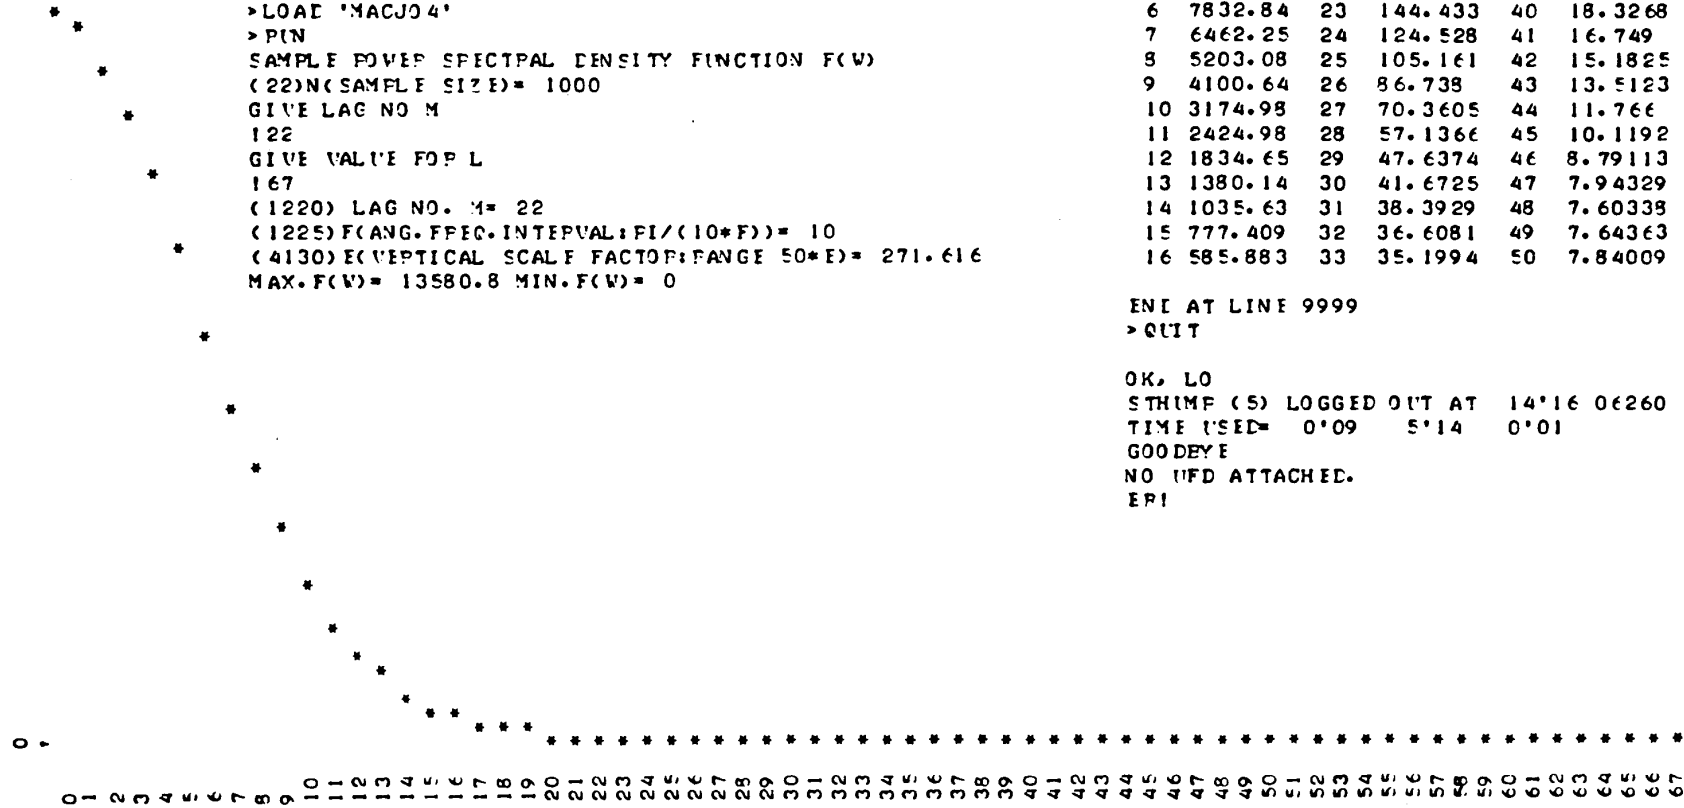 >LOAD 'MACJO4'
>RUN
SAMPLE POWER SPECTRAL DENSITY FUNCTION F(W)
(22)N(SAMPLE SIZE)= 1000
GIVE LAG NO M
!22
GIVE VALUE FOR L
!67
(1220) LAG NO. M= 22
(1225)F(ANG.FREQ.INTERVAL:PI/(10*F))= 10
(4130)E(VERTICAL SCALE FACTOR:RANGE 50*E)= 271.616
MAX.F(W)= 13580.8 MIN.F(W)= 0
6 7832.84 23 144.433 40 18.3268
7 6462.25 24 124.528 41 16.749
8 5203.08 25 105.161 42 15.1825
9 4100.64 26 86.738 43 13.5123
10 3174.98 27 70.3605 44 11.766
11 2424.98 28 57.1366 45 10.1192
12 1834.65 29 47.6374 46 8.79113
13 1380.14 30 41.6725 47 7.94329
14 1035.63 31 38.3929 48 7.60338
15 777.409 32 36.6081 49 7.64363
16 585.883 33 35.1994 50 7.84009
END AT LINE 9999
>QUIT
OK, LO
STHUMP (5) LOGGED OUT AT 14'16 06260
TIME USED= 0'09 5'14 0'01
GOODBYE
NO UFD ATTACHED.
ER!
0
0 1 2 3 4 5 6 7 8 9 10 11 12 13 14 15 16 17 18 19 20 21 22 23 24 25 26 27 28 29 30 31 32 33 34 35 36 37 38 39 40 41 42 43 44 45 46 47 48 49 50 51 52 53 54 55 56 57 58 59 60 61 62 63 64 65 66 67